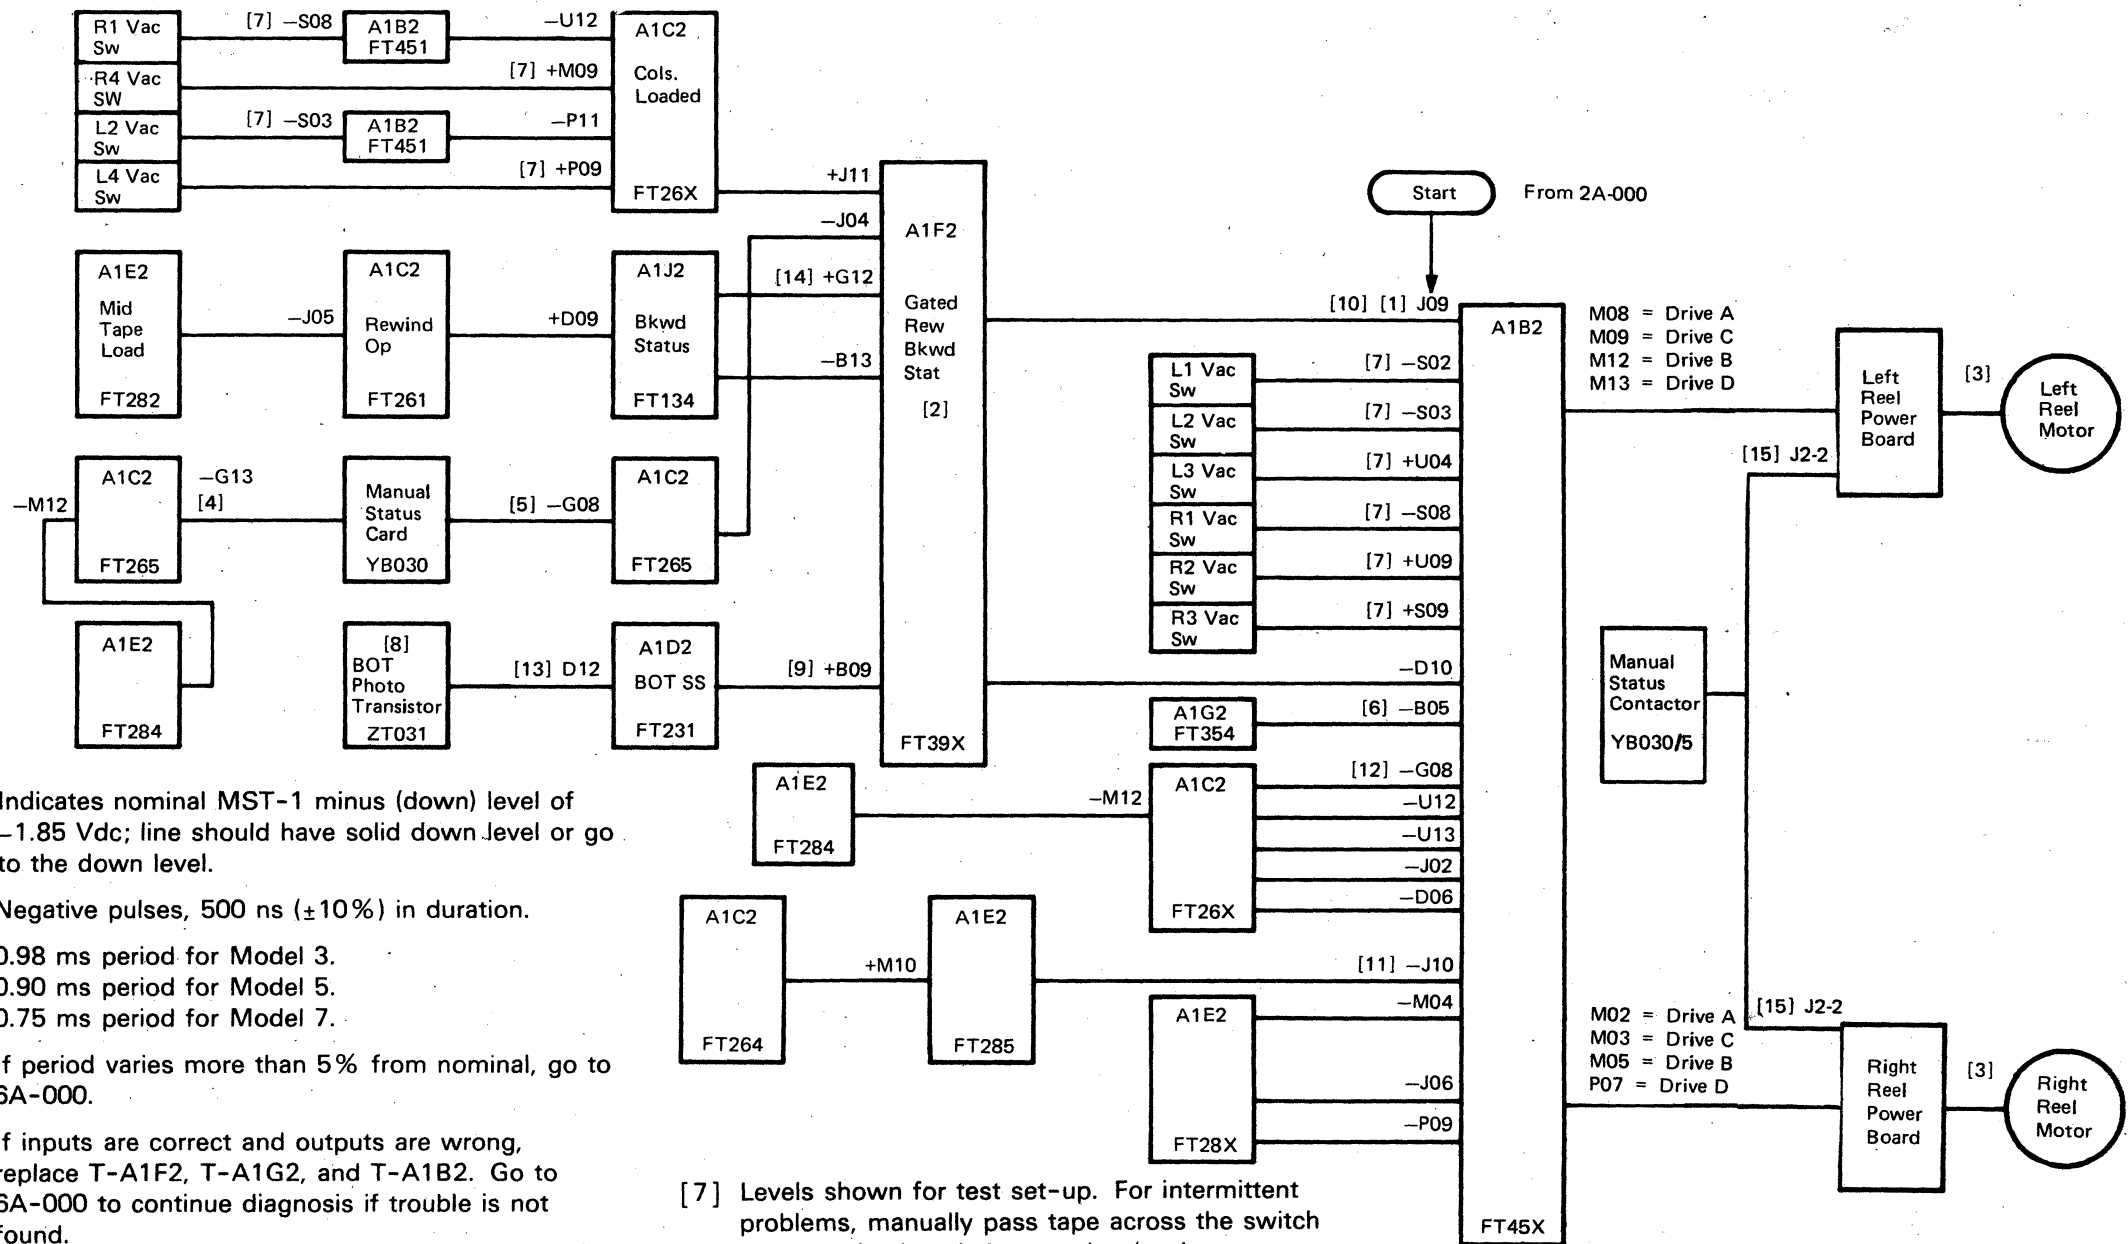 R1 Vac
Sw
R4 Vac
SW
L2 Vac
Sw
L4 Vac
Sw
[7] –S08
A1B2
FT451
–U12
[7] +M09
[7] –S03
A1B2
FT451
–P11
[7] +P09
A1C2
Cols.
Loaded
FT26X
+J11
–J04
[14] +G12
–B13
A1E2
Mid
Tape
Load
FT282
–J05
A1C2
Rewind
Op
FT261
+D09
A1J2
Bkwd
Status
FT134
A1F2
Gated
Rew
Bkwd
Stat
[2]
FT39X
–M12
A1C2
FT265
–G13
[4]
Manual
Status
Card
YB030
[5] –G08
A1C2
FT265
A1E2
FT284
[8]
BOT
Photo
Transistor
ZT031
[13] D12
A1D2
BOT SS
FT231
[9] +B09
Start
From 2A-000
[10] [1] J09
L1 Vac
Sw
L2 Vac
Sw
L3 Vac
Sw
R1 Vac
Sw
R2 Vac
Sw
R3 Vac
Sw
[7] –S02
[7] –S03
[7] +U04
[7] –S08
[7] +U09
[7] +S09
–D10
A1G2
FT354
[6] –B05
A1E2
FT284
–M12
A1C2
FT26X
[12] –G08
–U12
–U13
–J02
–D06
A1C2
FT264
+M10
A1E2
FT285
[11] –J10
A1E2
FT28X
–M04
–J06
–P09
A1B2
FT45X
M08 = Drive A
M09 = Drive C
M12 = Drive B
M13 = Drive D
Left
Reel
Power
Board
[3]
Left
Reel
Motor
[15] J2-2
Manual
Status
Contactor
YB030/5
[15] J2-2
M02 = Drive A
M03 = Drive C
M05 = Drive B
P07 = Drive D
Right
Reel
Power
Board
[3]
Right
Reel
Motor
Indicates nominal MST-1 minus (down) level of
–1.85 Vdc; line should have solid down level or go
to the down level.
Negative pulses, 500 ns (±10%) in duration.
0.98 ms period for Model 3.
0.90 ms period for Model 5.
0.75 ms period for Model 7.
If period varies more than 5% from nominal, go to
6A-000.
If inputs are correct and outputs are wrong,
replace T-A1F2, T-A1G2, and T-A1B2. Go to
6A-000 to continue diagnosis if trouble is not
found.
[7] Levels shown for test set-up. For intermittent
problems, manually pass tape across the switch